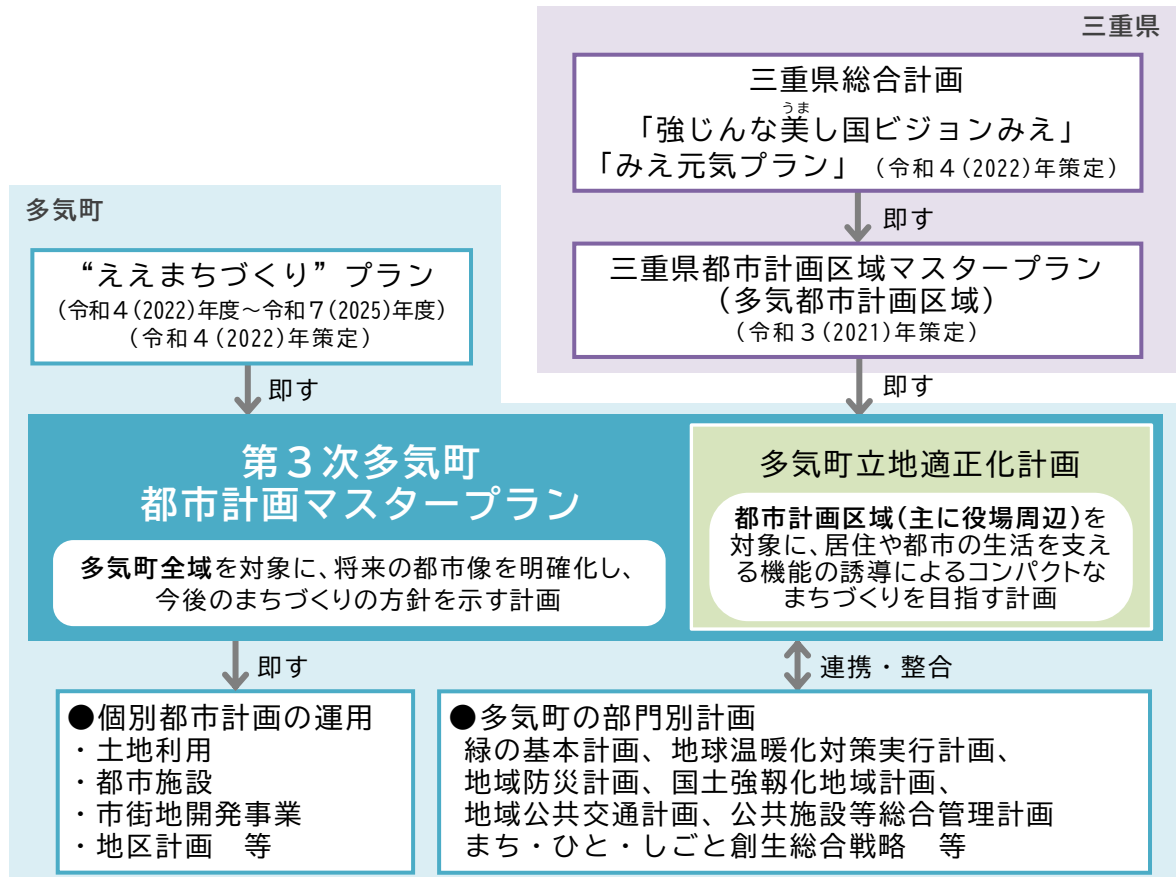 三重県
三重県総合計画
うま
「強じんな美し国ビジョンみえ」
「みえ元気プラン」（令和４(2022)年策定）
即す
三重県都市計画区域マスタープラン
（多気都市計画区域）
（令和３(2021)年策定）
即す
多気町
“ええまちづくり”プラン
(令和４(2022)年度～令和７(2025)年度)
（令和４(2022)年策定）
即す
第３次多気町
都市計画マスタープラン
多気町全域を対象に、将来の都市像を明確化し、
今後のまちづくりの方針を示す計画
多気町立地適正化計画
都市計画区域(主に役場周辺)を
対象に、居住や都市の生活を支え
る機能の誘導によるコンパクトな
まちづくりを目指す計画
即す
連携・整合
●個別都市計画の運用
・土地利用
・都市施設
・市街地開発事業
・地区計画　等
●多気町の部門別計画
緑の基本計画、地球温暖化対策実行計画、
地域防災計画、国土強靱化地域計画、
地域公共交通計画、公共施設等総合管理計画
まち・ひと・しごと創生総合戦略　等